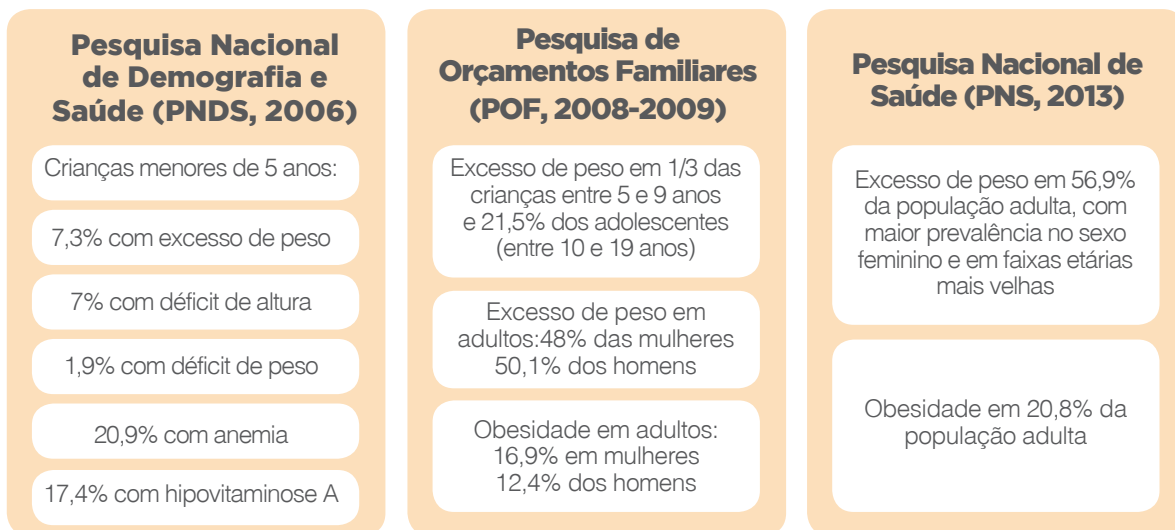 Pesquisa Nacional
de Demografia e
Saúde (PNDS, 2006)
Crianças menores de 5 anos:
7,3% com excesso de peso
7% com déficit de altura
1,9% com déficit de peso
20,9% com anemia
17,4% com hipovitaminose A
Pesquisa de
Orçamentos Familiares
(POF, 2008-2009)
Excesso de peso em 1/3 das
crianças entre 5 e 9 anos
e 21,5% dos adolescentes
(entre 10 e 19 anos)
Excesso de peso em
adultos:48% das mulheres
50,1% dos homens
Obesidade em adultos:
16,9% em mulheres
12,4% dos homens
Pesquisa Nacional de
Saúde (PNS, 2013)
Excesso de peso em 56,9%
da população adulta, com
maior prevalência no sexo
feminino e em faixas etárias
mais velhas
Obesidade em 20,8% da
população adulta